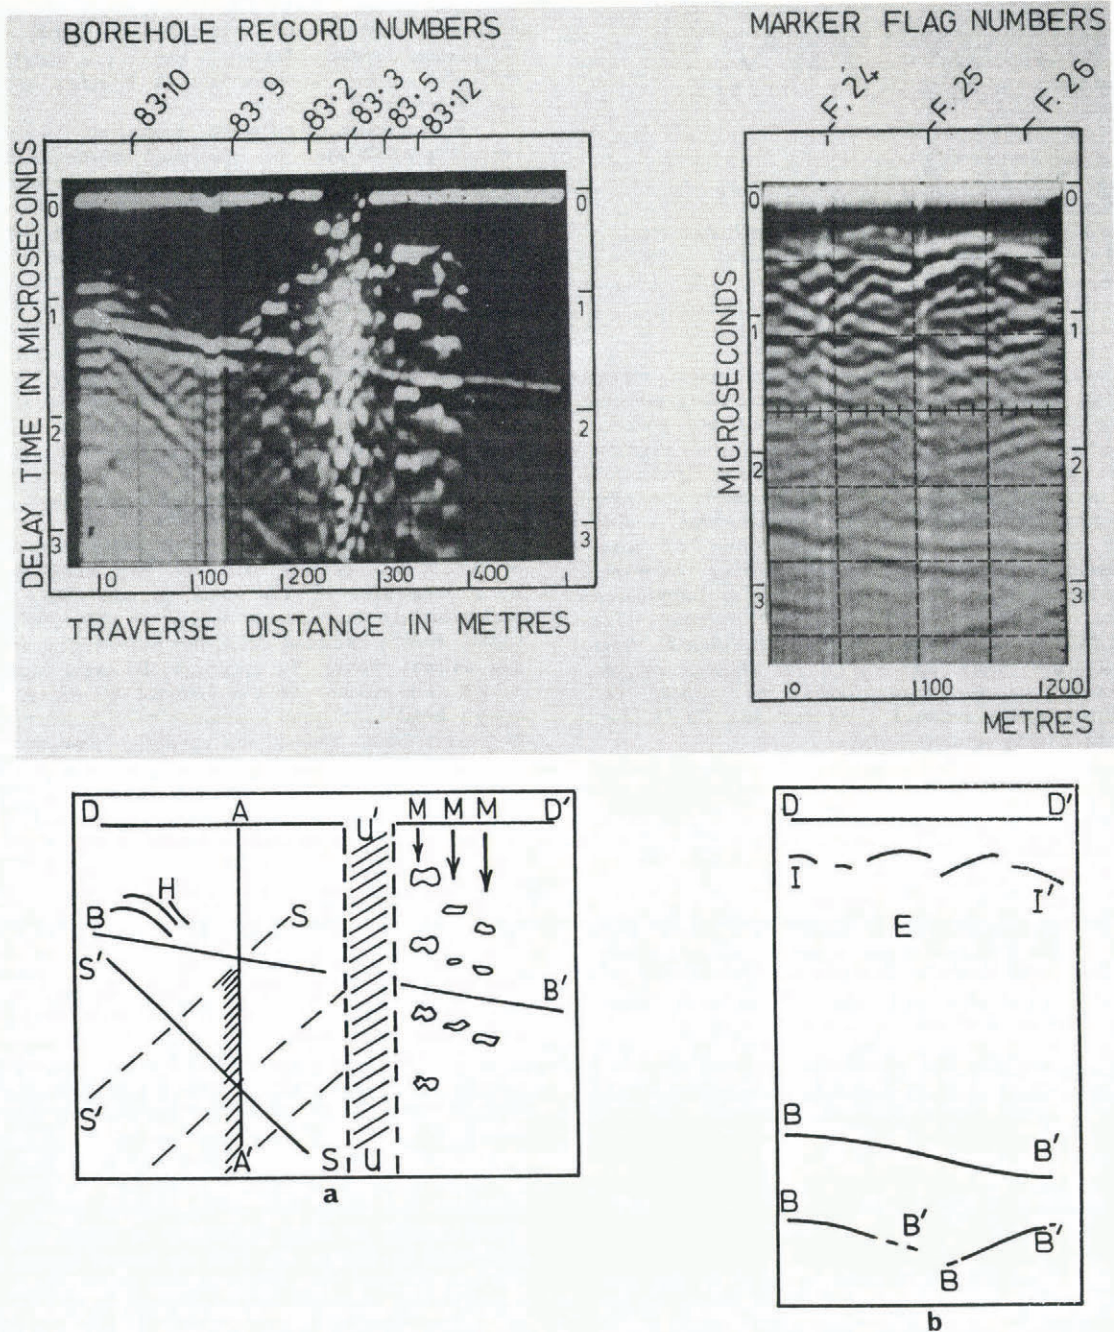 BOREHOLE RECORD NUMBERS
83·10
83·9
83·2
83·3
83·5
83·12
DELAY TIME IN MICROSECONDS
0
1
2
3
0
1
2
3
0
100
200
300
400
TRAVERSE DISTANCE IN METRES
MARKER FLAG NUMBERS
F. 24
F. 25
F. 26
MICROSECONDS
0
1
2
3
0
1
2
3
0
100
200
METRES
D A U' M M M D'
H
B S
S' B'
S'
A' S U
a
D D'
I I'
E
B B'
B B' B B'
b